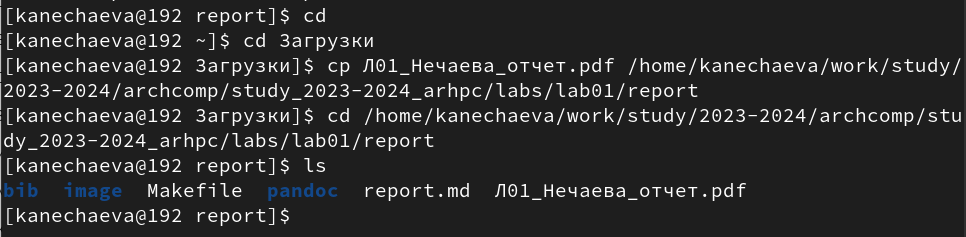 [kanechaeva@192 report]$ cd
[kanechaeva@192 ~]$ cd Загрузки
[kanechaeva@192 Загрузки]$ cp Л01_Нечаева_отчет.pdf /home/kanechaeva/work/study/
2023-2024/archcomp/study_2023-2024_arhpc/labs/lab01/report
[kanechaeva@192 Загрузки]$ cd /home/kanechaeva/work/study/2023-2024/archcomp/stu
dy_2023-2024_arhpc/labs/lab01/report
[kanechaeva@192 report]$ ls
bib  image  Makefile  pandoc  report.md  Л01_Нечаева_отчет.pdf
[kanechaeva@192 report]$